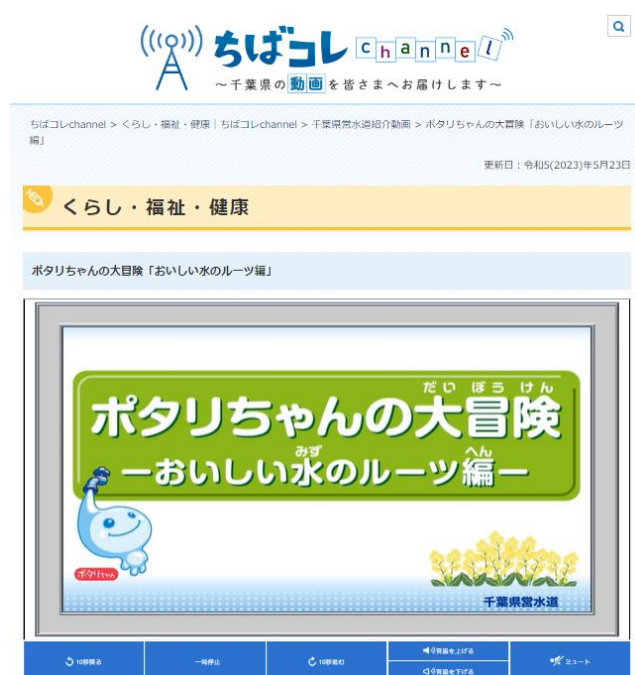 ちばコレ channel
～千葉県の動画を皆さまへお届けします～
ちばコレchannel > くらし・福祉・健康｜ちばコレchannel > 千葉県営水道紹介動画 > ポタリちゃんの大冒険「おいしい水のルーツ
編」
更新日：令和5(2023)年5月23日
くらし・福祉・健康
ポタリちゃんの大冒険「おいしい水のルーツ編」
だいぼうけん
ポタリちゃんの大冒険
みず へん
ーおいしい水のルーツ編ー
ポタリちゃん
千葉県営水道
10秒戻る
一時停止
10秒進む
音量を上げる
音量を下げる
ミュート